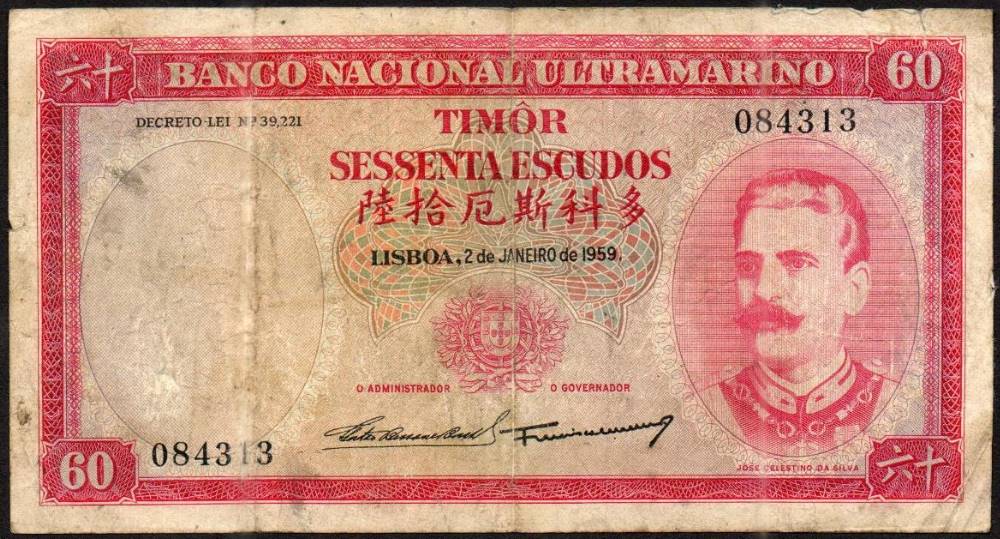 六十 BANCO NACIONAL ULTRAMARINO 60
DECRETO-LEI Nº 39,221
TIMÔR
084313
SESSENTA ESCUDOS
陸拾厄斯科多
LISBOA, 2 de JANEIRO de 1959.
O ADMINISTRADOR
O GOVERNADOR
084313
JOSÉ CELESTINO DA SILVA
60
六十